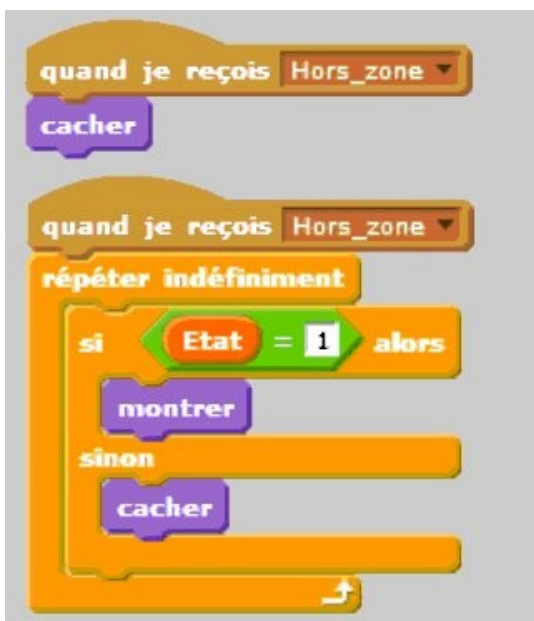 quand je reçois Hors_zone
cacher
quand je reçois Hors_zone
répéter indéfiniment
si Etat = 1 alors
montrer
sinon
cacher